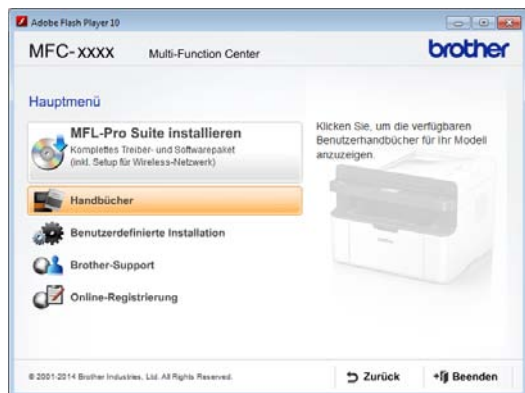 Adobe Flash Player 10
MFC-xxxx Multi-Function Center brother
Hauptmenü
MFL-Pro Suite installieren
Komplettes Treiber- und Softwarepaket
(inkl. Setup für Wireless-Netzwerk)
Handbücher
Benutzerdefinierte Installation
Brother-Support
Online-Registrierung
Klicken Sie, um die verfügbaren
Benutzerhandbücher für Ihr Modell
anzuzeigen.
© 2001-2014 Brother Industries, Ltd. All Rights Reserved.
Zurück
Beenden